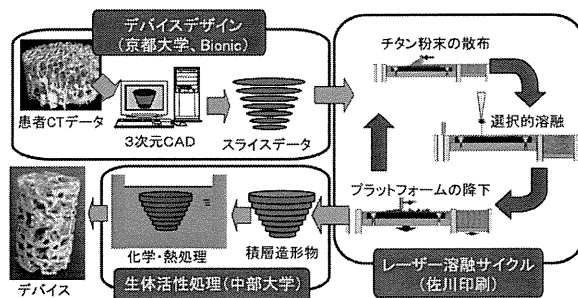 デバイスデザイン
(京都大学、Bionic)
患者CTデータ
3次元CAD
スライスデータ
チタン粉末の散布
選択的溶融
プラットフォームの降下
レーザー溶融サイクル
(佐川印刷)
積層造形物
化学・熱処理
生体活性処理(中部大学)
デバイス